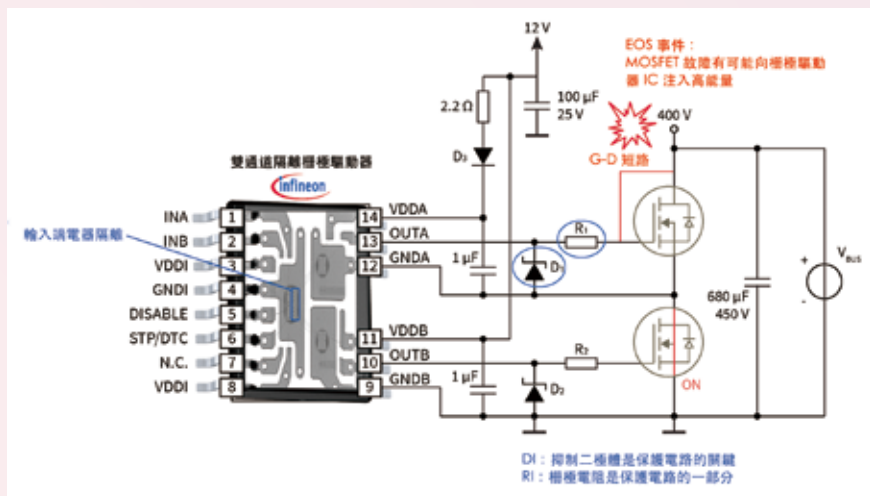 EOS 事件：
MOSFET 故障有可能向柵極驅動
器 IC 注入高能量
12 V
2.2 Ω
100 µF
25 V
400 V
D₃
G-D 短路
雙通道隔離柵極驅動器
infineon
INA 1
INB 2
VDDI 3
GNDI 4
DISABLE 5
STP/DTC 6
N.C. 7
VDDI 8
輸入端電器隔離
14 VDDA
13 OUTA
12 GNDA
11 VDDB
10 OUTB
9 GNDB
1 µF
R₁
D₁
1 µF
R₂
D₂
680 µF
450 V
+
VBUS
-
ON
DI：抑制二極體是保護電路的關鍵
RI：柵極電阻是保護電路的一部分